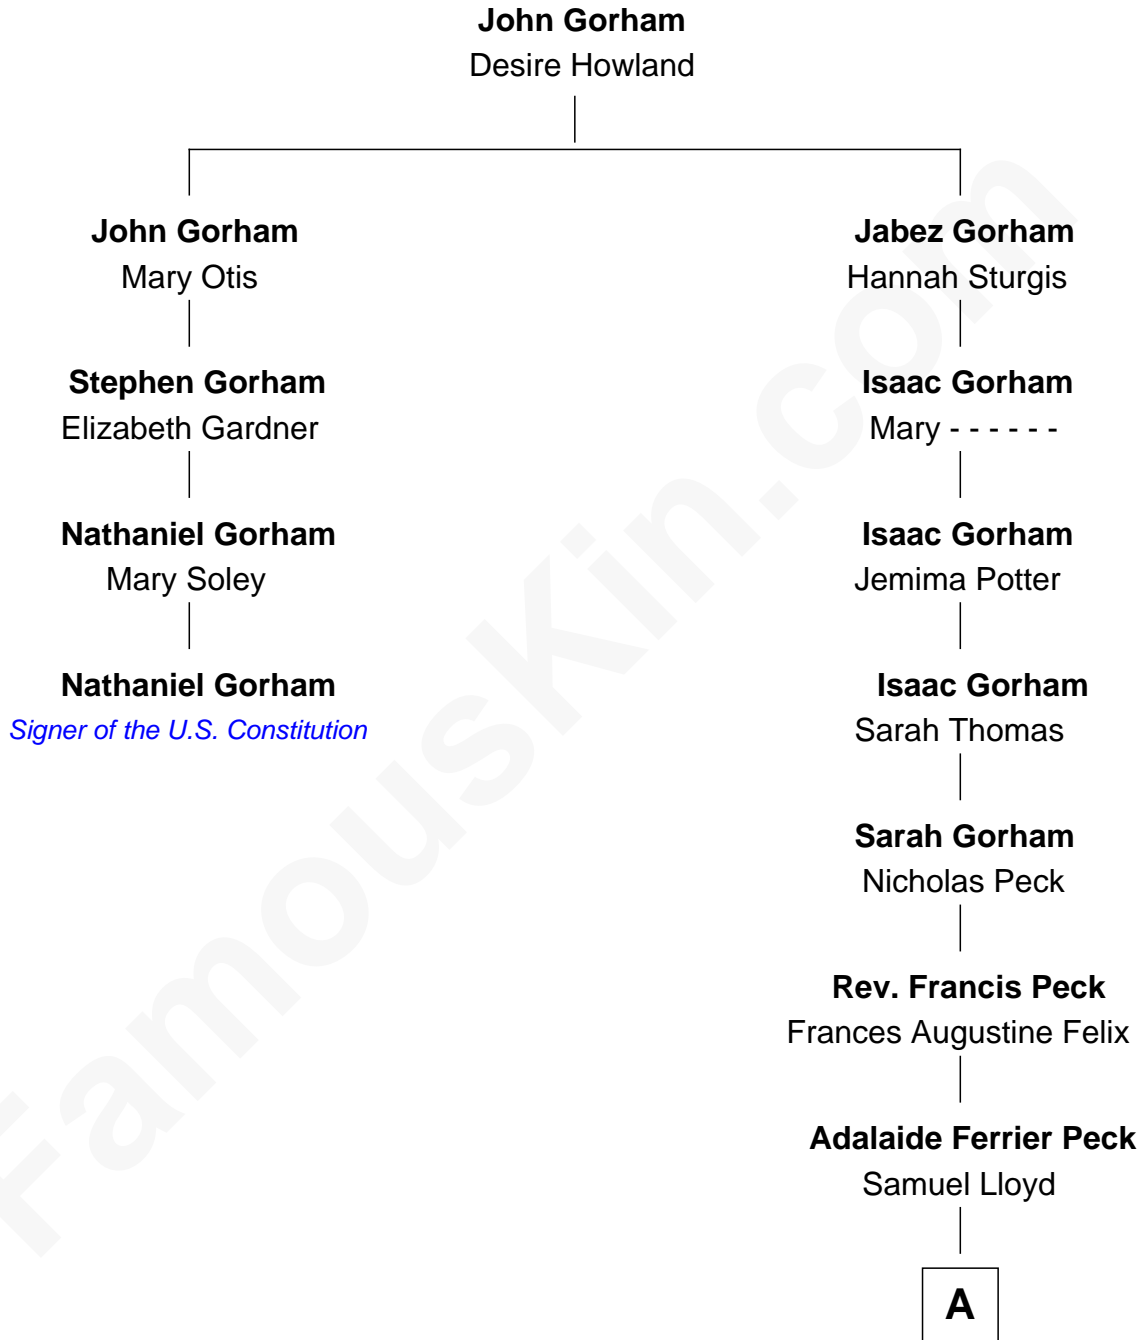 John Gorham
Desire Howland
John Gorham
Mary Otis
Jabez Gorham
Hannah Sturgis
Stephen Gorham
Elizabeth Gardner
Isaac Gorham
Mary - - - - - -
Nathaniel Gorham
Mary Soley
Isaac Gorham
Jemima Potter
Nathaniel Gorham
Signer of the U.S. Constitution
Isaac Gorham
Sarah Thomas
Sarah Gorham
Nicholas Peck
Rev. Francis Peck
Frances Augustine Felix
Adalaide Ferrier Peck
Samuel Lloyd
A
FamousKin.com